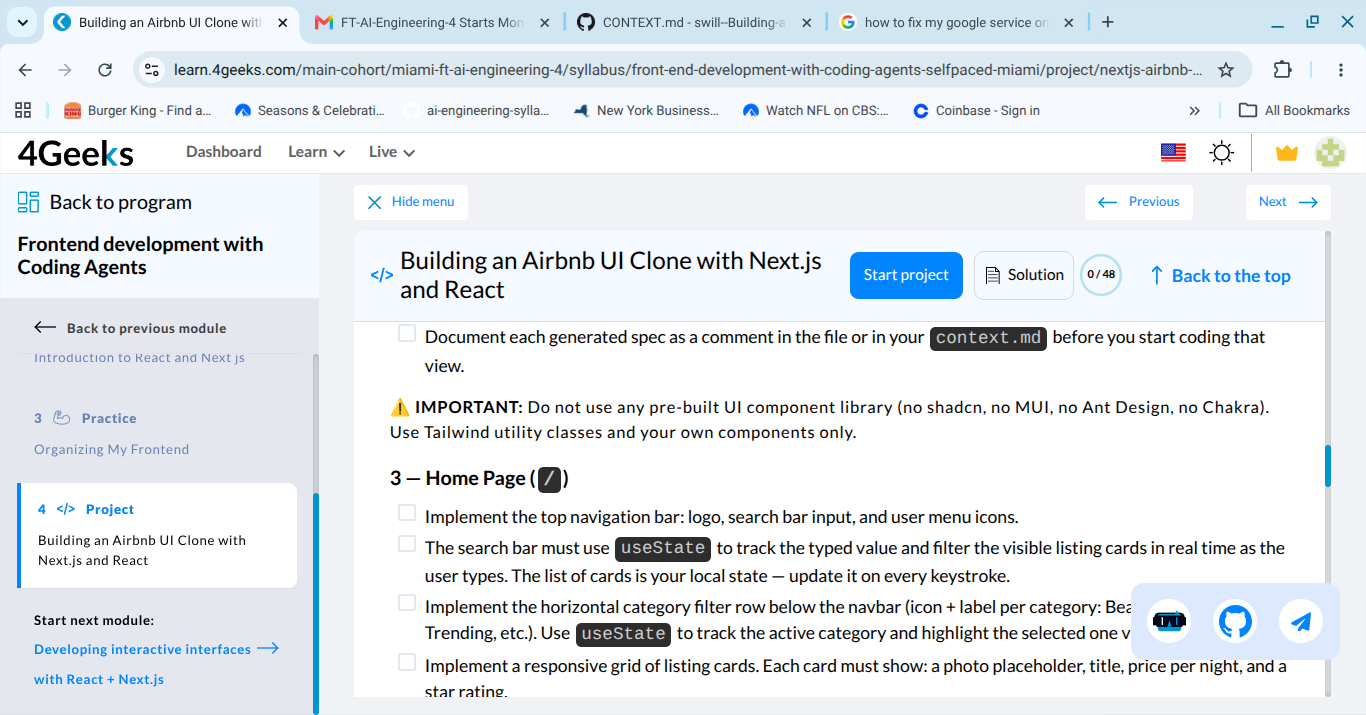 Building an Airbnb UI Clone with
FT-AI-Engineering-4 Starts Mon
CONTEXT.md - swill--Building-a
how to fix my google service on
learn.4geeks.com/main-cohort/miami-ft-ai-engineering-4/syllabus/front-end-development-with-coding-agents-selfpaced-miami/project/nextjs-airbnb-...
Burger King - Find a...
Seasons & Celebrati...
ai-engineering-sylla...
New York Business...
Watch NFL on CBS:...
Coinbase - Sign in
»
All Bookmarks
4Geeks
Dashboard
Learn
Live
Back to program
Frontend development with
Coding Agents
Back to previous module
Introduction to React and Next js
3 Practice
Organizing My Frontend
4 </> Project
Building an Airbnb UI Clone with
Next.js and React
Start next module:
Developing interactive interfaces
with React + Next.js
Hide menu
Previous
Next
</> Building an Airbnb UI Clone with Next.js
and React
Start project
Solution
0 / 48
Back to the top
Document each generated spec as a comment in the file or in your context.md before you start coding that
view.
⚠️ IMPORTANT: Do not use any pre-built UI component library (no shadcn, no MUI, no Ant Design, no Chakra).
Use Tailwind utility classes and your own components only.
3 — Home Page ( / )
Implement the top navigation bar: logo, search bar input, and user menu icons.
The search bar must use useState to track the typed value and filter the visible listing cards in real time as the
user types. The list of cards is your local state — update it on every keystroke.
Implement the horizontal category filter row below the navbar (icon + label per category: Bea
Trending, etc.). Use useState to track the active category and highlight the selected one v
Implement a responsive grid of listing cards. Each card must show: a photo placeholder, title, price per night, and a
star rating.